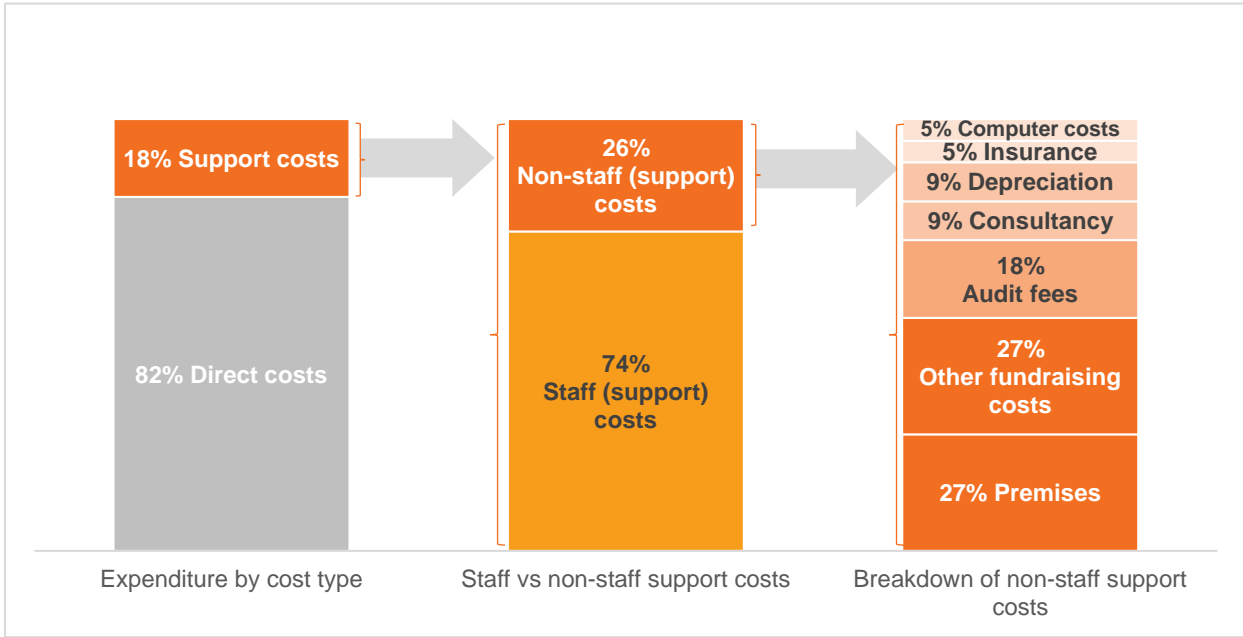 18% Support costs
82% Direct costs
Expenditure by cost type
26%
Non-staff (support)
costs
74%
Staff (support)
costs
Staff vs non-staff support costs
5% Computer costs
5% Insurance
9% Depreciation
9% Consultancy
18%
Audit fees
27%
Other fundraising
costs
27% Premises
Breakdown of non-staff support
costs